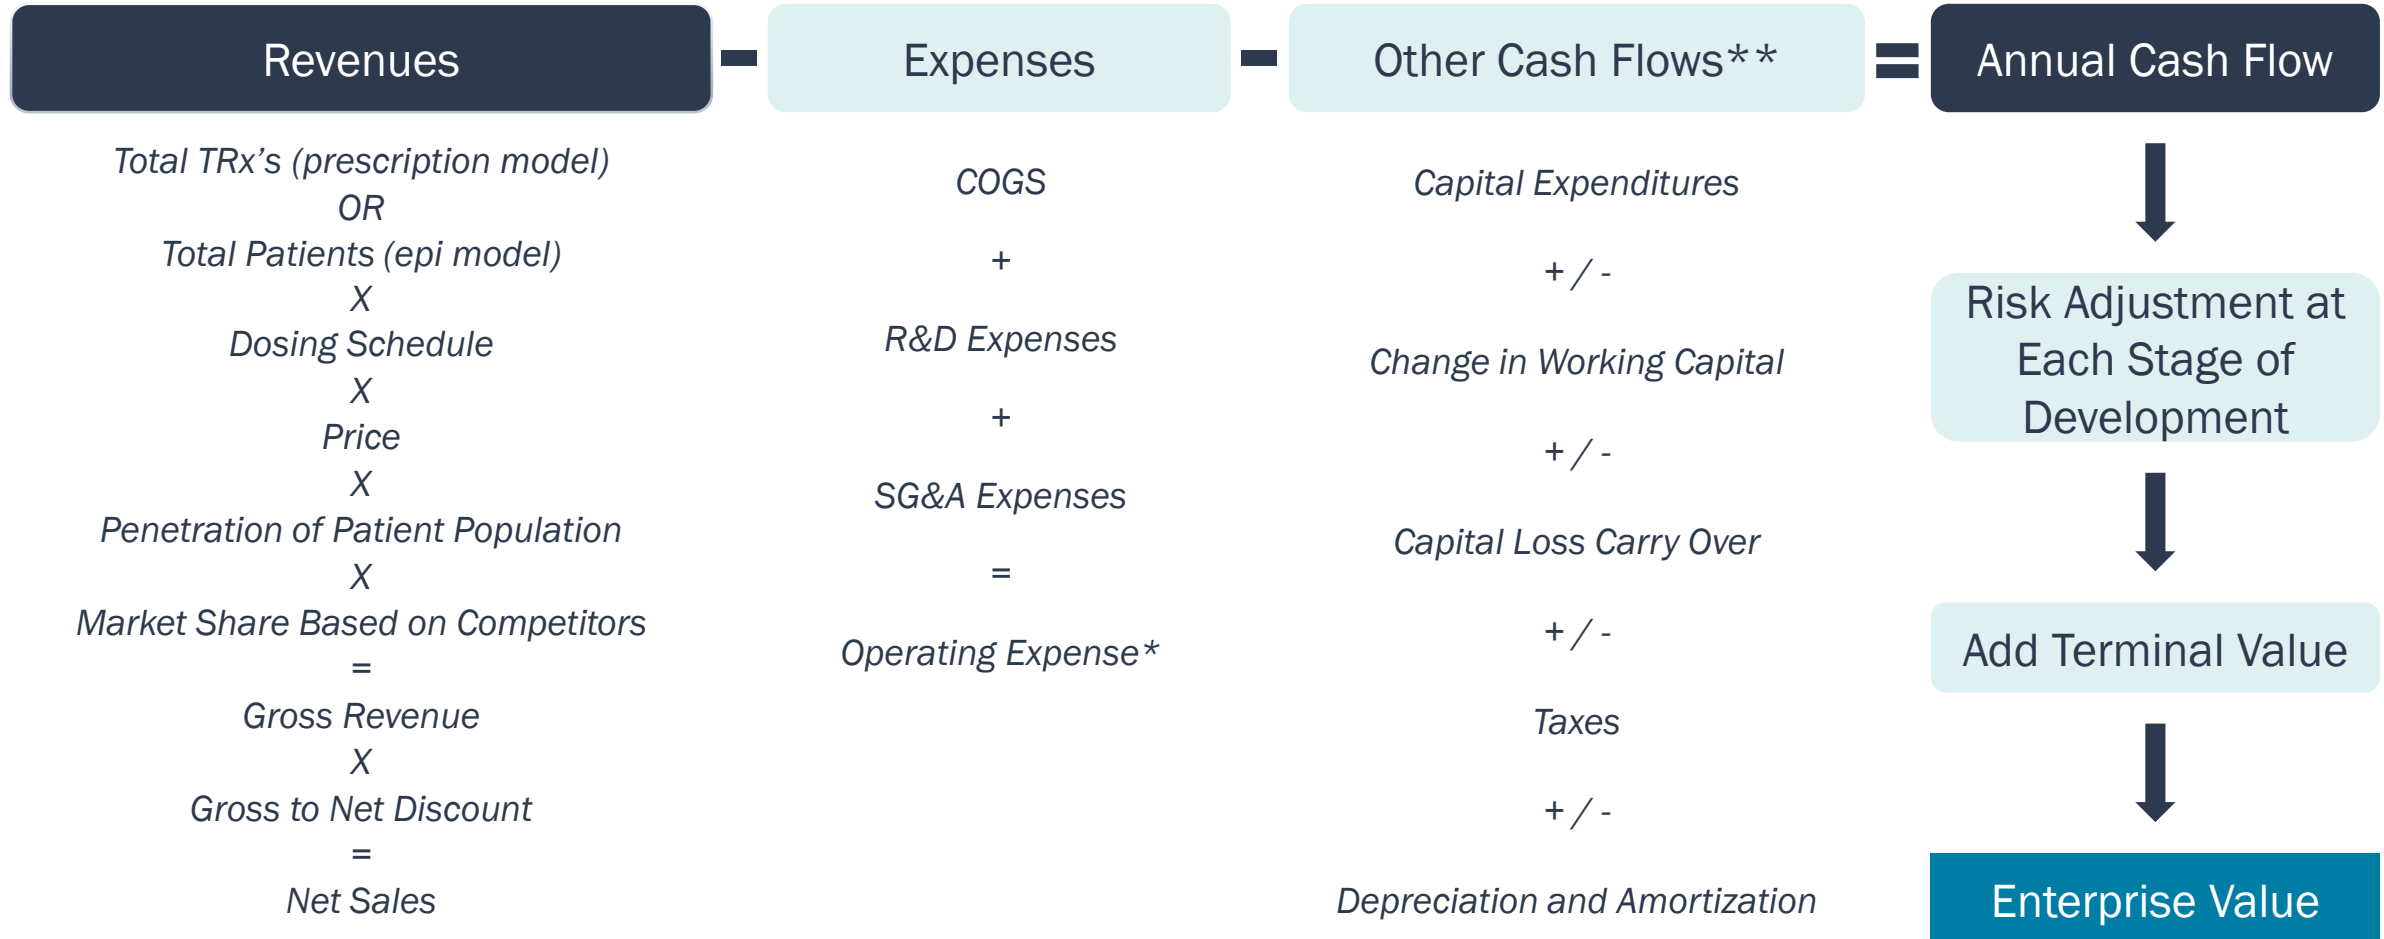 Revenues
Total TRx's (prescription model)
OR
Total Patients (epi model)
X
Dosing Schedule
X
Price
X
Penetration of Patient Population
X
Market Share Based on Competitors
=
Gross Revenue
X
Gross to Net Discount
=
Net Sales
-
Expenses
COGS
+
R&D Expenses
+
SG&A Expenses
=
Operating Expense*
-
Other Cash Flows**
Capital Expenditures
+ / -
Change in Working Capital
+ / -
Capital Loss Carry Over
+ / -
Taxes
+ / -
Depreciation and Amortization
=
Annual Cash Flow
Risk Adjustment at
Each Stage of
Development
Add Terminal Value
Enterprise Value